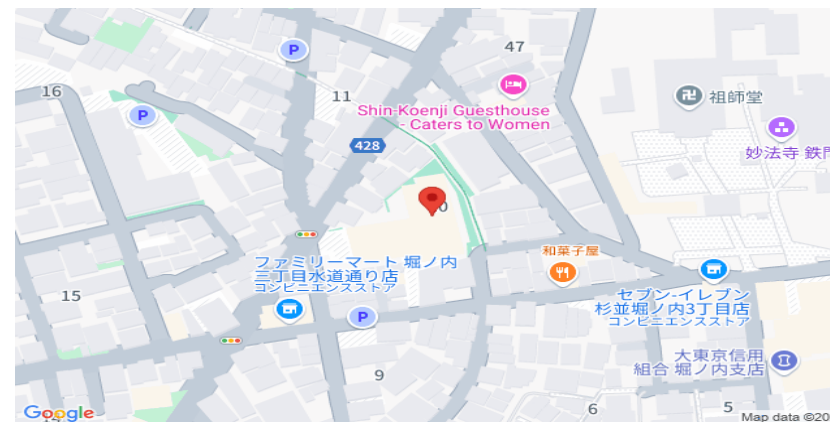 47
16
11
P
P
Shin-Koenji Guesthouse
- Caters to Women
祖師堂
428
妙法寺 鉄門
0
和菓子屋
ファミリーマート 堀ノ内
三丁目水道通り店
コンビニエンスストア
セブン-イレブン
杉並堀ノ内3丁目店
コンビニエンスストア
15
P
大東京信用
組合 堀ノ内支店
9
6
5
Google
Map data ©20